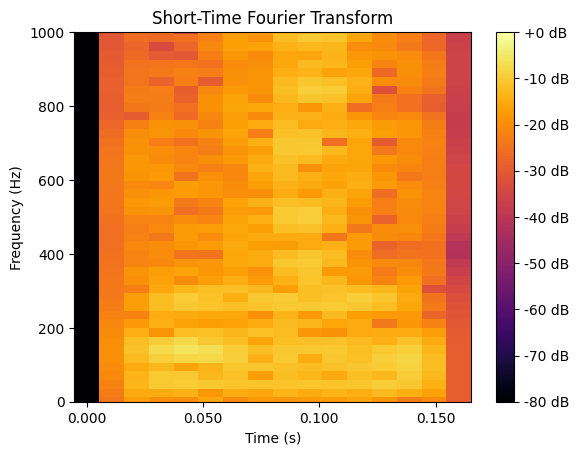 Short-Time Fourier Transform
1000
800
600
400
200
0
Frequency (Hz)
0.000
0.050
0.100
0.150
Time (s)
+0 dB
-10 dB
-20 dB
-30 dB
-40 dB
-50 dB
-60 dB
-70 dB
-80 dB